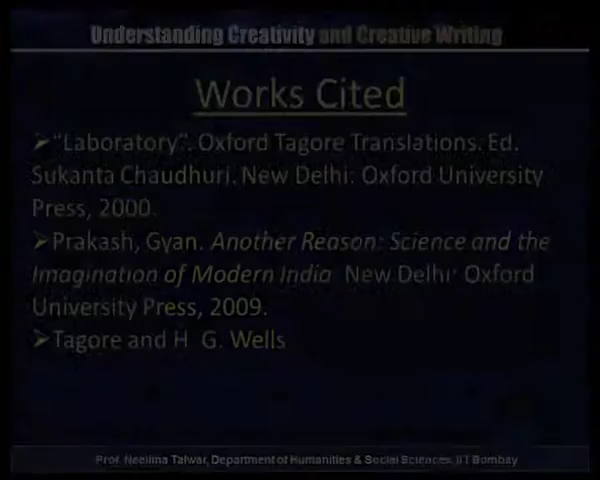 Understanding Creativity and Creative Writing
Works Cited
➢"Laboratory". Oxford Tagore Translations. Ed.
Sukanta Chaudhuri. New Delhi: Oxford University
Press, 2000.
➢Prakash, Gyan. Another Reason: Science and the
Imagination of Modern India New Delhi: Oxford
University Press, 2009.
➢Tagore and H G. Wells
Prof. Neelima Talwar, Department of Humanities & Social Sciences, IIT Bombay